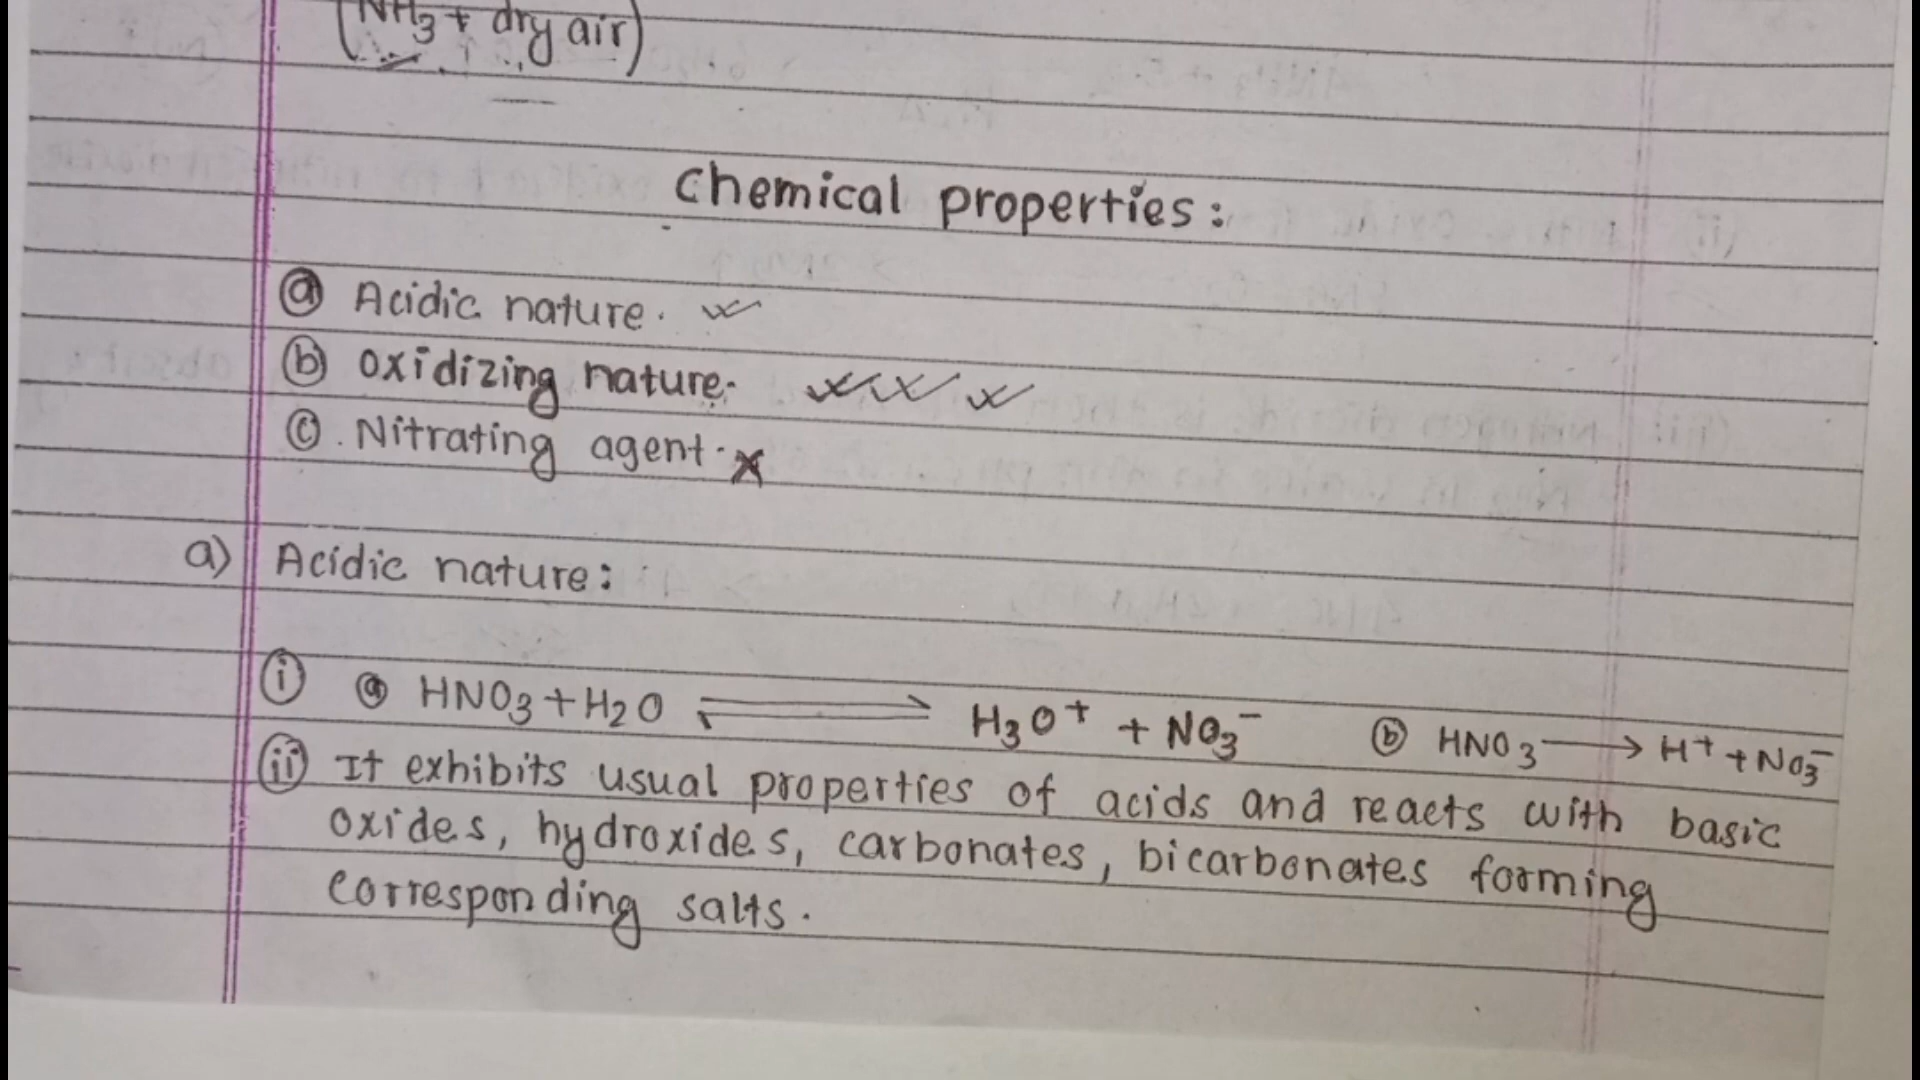 (NH3 + dry air)
Chemical properties:
ⓐ Acidic nature.
ⓑ oxidizing nature.
ⓒ. Nitrating agent.
a) Acidic nature:
ⓘ ⓐ HNO3 + H2O ⇌ H3O+ + NO3- ⓑ HNO3 → H+ + NO3-
(ii) It exhibits usual properties of acids and reacts with basic
oxides, hydroxides, carbonates, bicarbonates forming
corresponding salts.